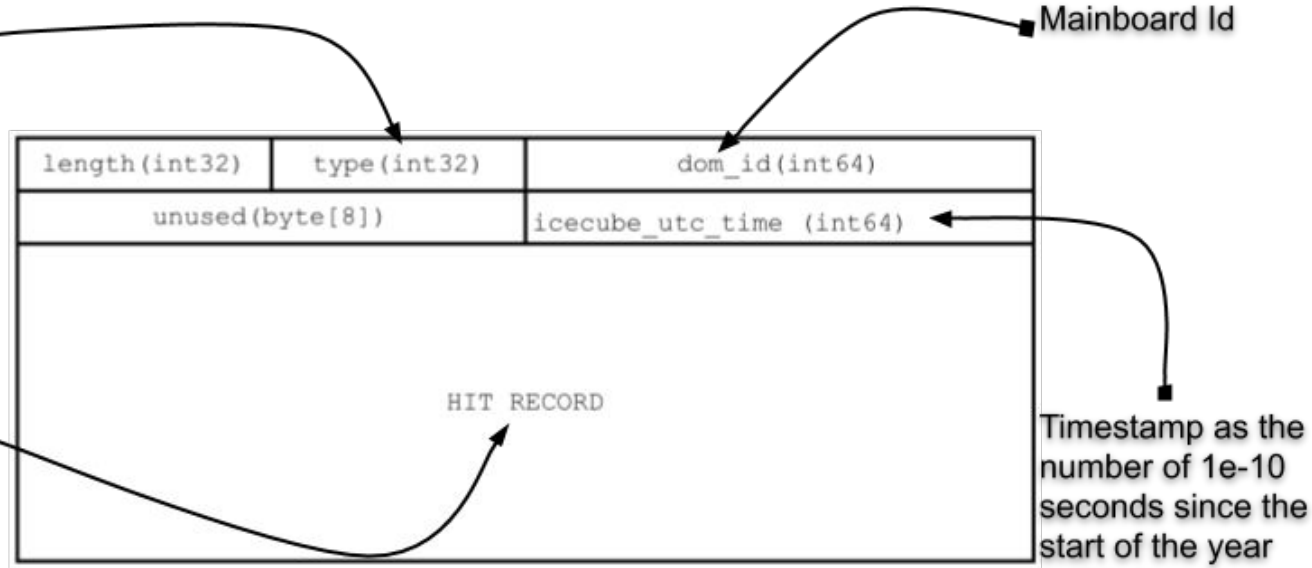 Mainboard Id
length(int32)
type(int32)
dom_id(int64)
unused(byte[8])
icecube_utc_time (int64)
HIT RECORD
Timestamp as the
number of 1e-10
seconds since the
start of the year